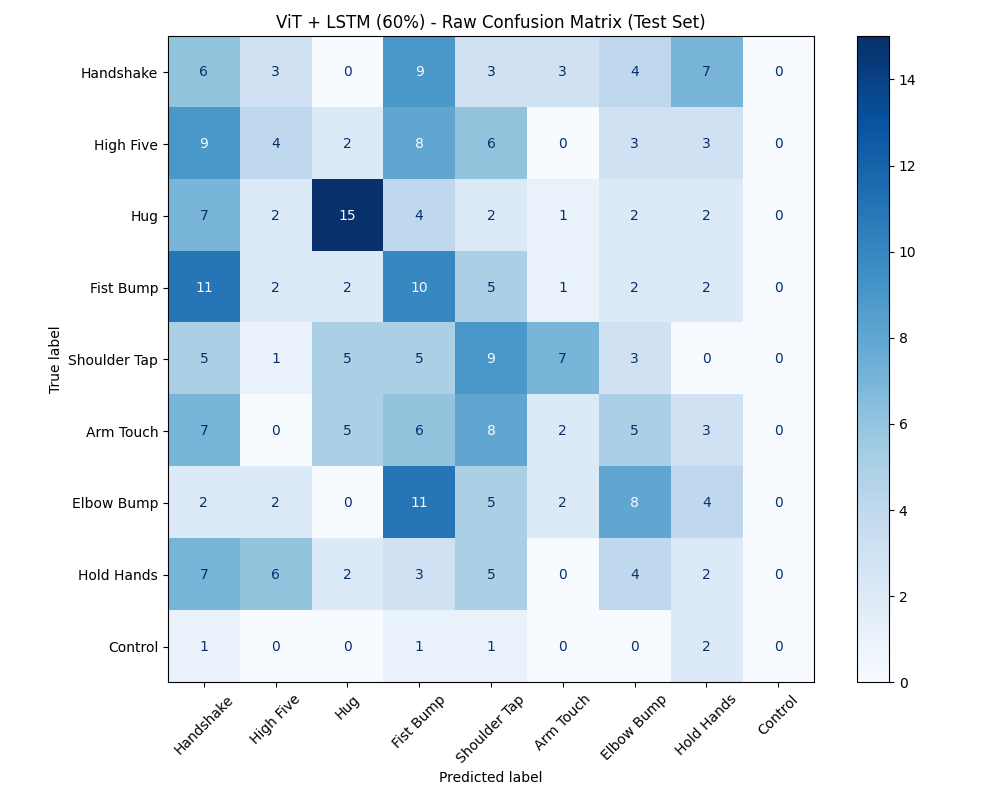 ViT + LSTM (60%) - Raw Confusion Matrix (Test Set)
Handshake 6 3 0 9 3 3 4 7 0
High Five 9 4 2 8 6 0 3 3 0
Hug 7 2 15 4 2 1 2 2 0
Fist Bump 11 2 2 10 5 1 2 2 0
Shoulder Tap 5 1 5 5 9 7 3 0 0
Arm Touch 7 0 5 6 8 2 5 3 0
Elbow Bump 2 2 0 11 5 2 8 4 0
Hold Hands 7 6 2 3 5 0 4 2 0
Control 1 0 0 1 1 0 0 2 0
Handshake High Five Hug Fist Bump Shoulder Tap Arm Touch Elbow Bump Hold Hands Control
Predicted label
True label
14
12
10
8
6
4
2
0